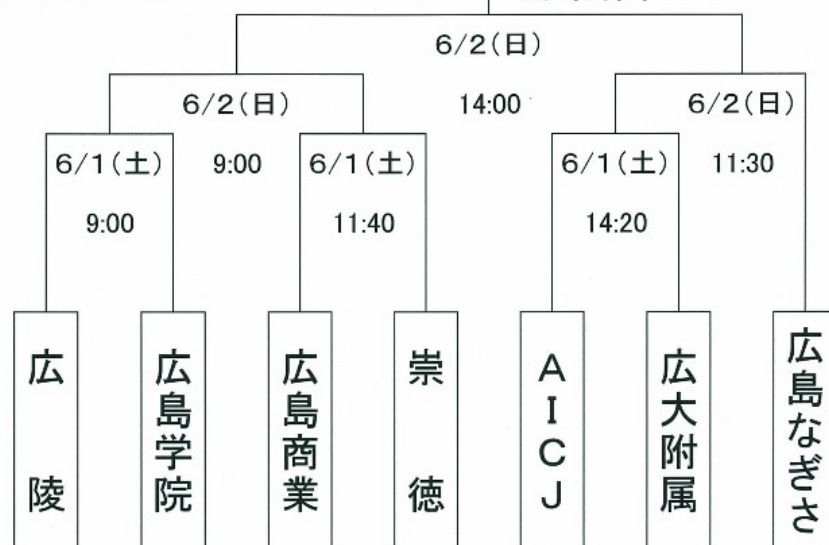 6/2(日)
14:00
6/2(日)
9:00
6/2(日)
11:30
6/1(土)
9:00
6/1(土)
11:40
6/1(土)
14:20
広陵
広島学院
広島商業
崇徳
AICJ
広大附属
広島なぎさ